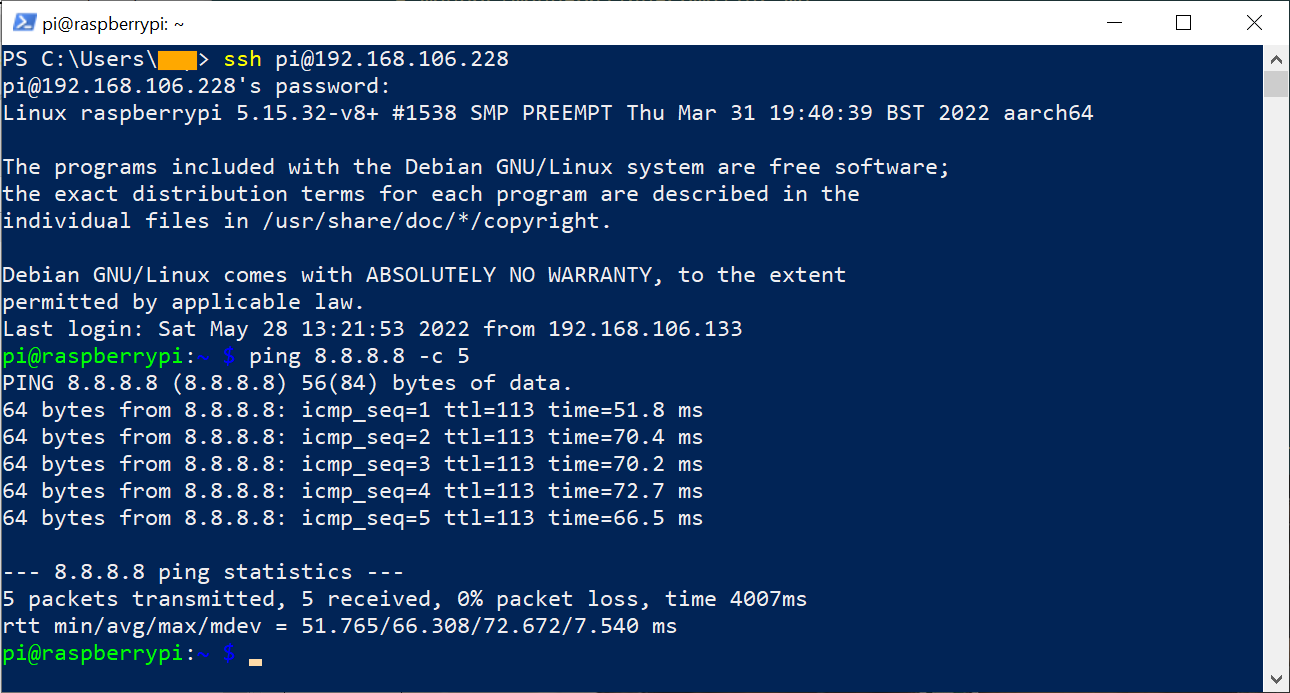 pi@raspberrypi: ~
PS C:\Users\    > ssh pi@192.168.106.228
pi@192.168.106.228's password:
Linux raspberrypi 5.15.32-v8+ #1538 SMP PREEMPT Thu Mar 31 19:40:39 BST 2022 aarch64
The programs included with the Debian GNU/Linux system are free software;
the exact distribution terms for each program are described in the
individual files in /usr/share/doc/*/copyright.
Debian GNU/Linux comes with ABSOLUTELY NO WARRANTY, to the extent
permitted by applicable law.
Last login: Sat May 28 13:21:53 2022 from 192.168.106.133
pi@raspberrypi:~ $ ping 8.8.8.8 -c 5
PING 8.8.8.8 (8.8.8.8) 56(84) bytes of data.
64 bytes from 8.8.8.8: icmp_seq=1 ttl=113 time=51.8 ms
64 bytes from 8.8.8.8: icmp_seq=2 ttl=113 time=70.4 ms
64 bytes from 8.8.8.8: icmp_seq=3 ttl=113 time=70.2 ms
64 bytes from 8.8.8.8: icmp_seq=4 ttl=113 time=72.7 ms
64 bytes from 8.8.8.8: icmp_seq=5 ttl=113 time=66.5 ms
--- 8.8.8.8 ping statistics ---
5 packets transmitted, 5 received, 0% packet loss, time 4007ms
rtt min/avg/max/mdev = 51.765/66.308/72.672/7.540 ms
pi@raspberrypi:~ $